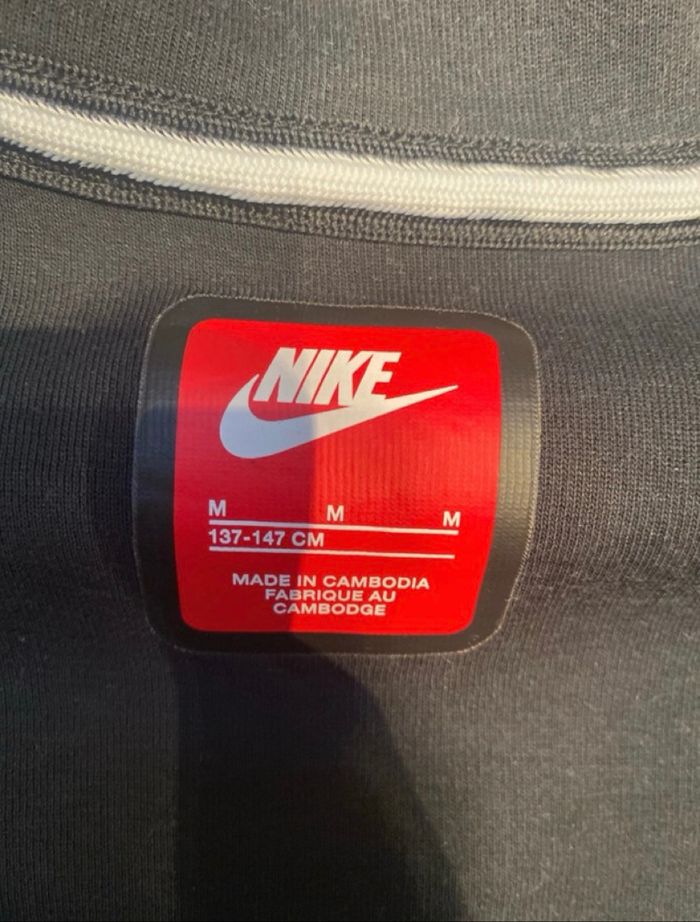 NIKE
M M M
137-147 CM
MADE IN CAMBODIA
FABRIQUE AU
CAMBODGE